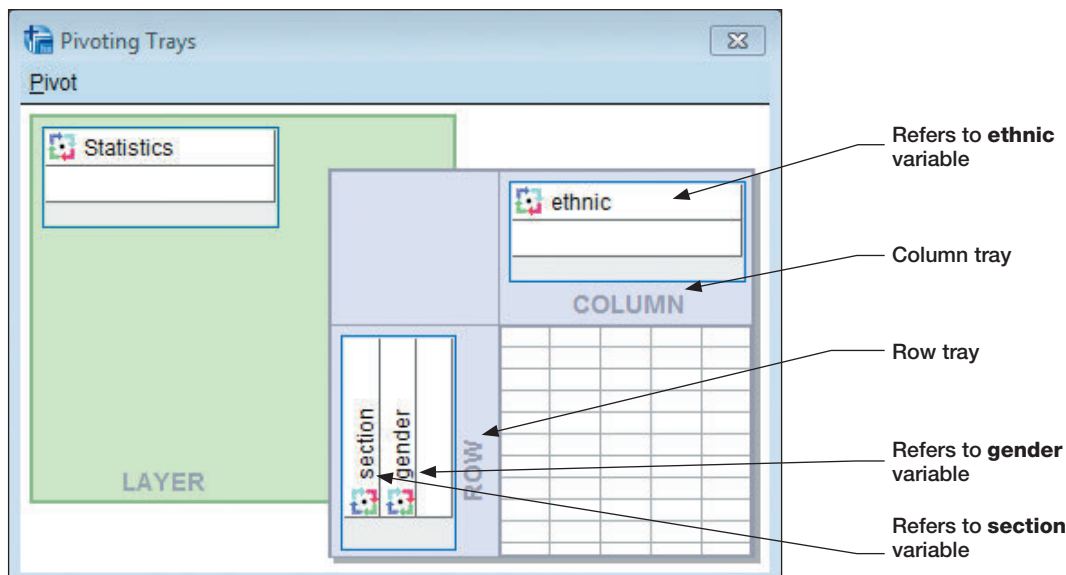 Pivoting Trays
Pivot
Statistics
ethnic
COLUMN
section
gender
ROW
LAYER
Refers to ethnic
variable
Column tray
Row tray
Refers to gender
variable
Refers to section
variable